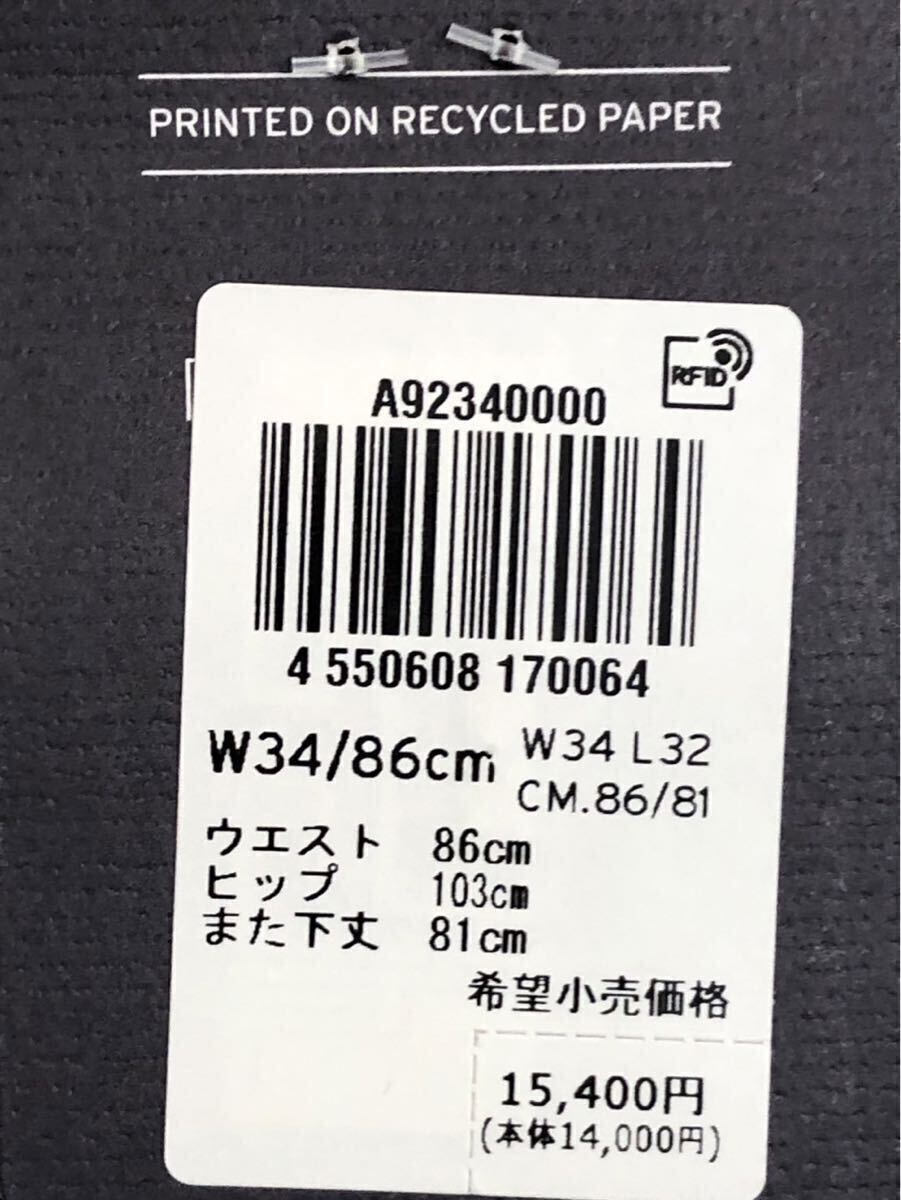 PRINTED ON RECYCLED PAPER
RFID
A92340000
4 550608 170064
W34/86cm
W34 L32
CM.86/81
ウエスト 86cm
ヒップ 103cm
また下丈 81cm
希望小売価格
15,400円
(本体14,000円)